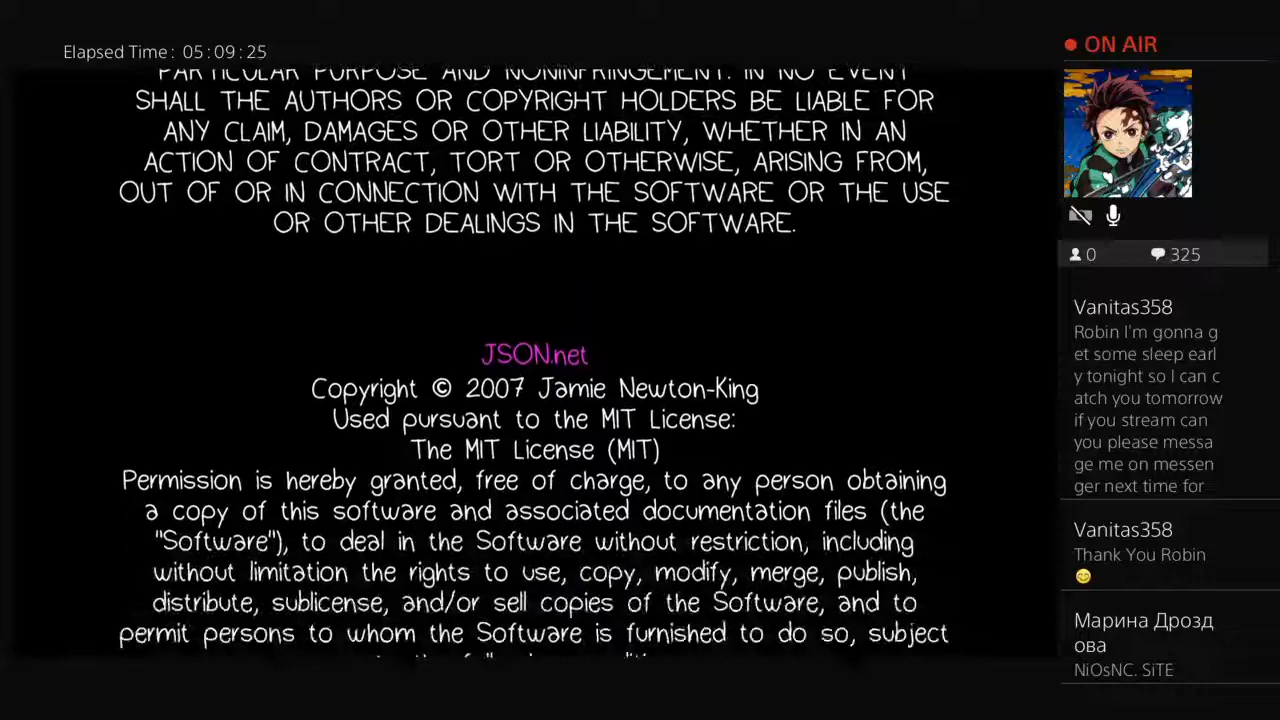 Elapsed Time: 05:09:25
PARTICULAR PURPOSE AND NONINFRINGEMENT. IN NO EVENT
SHALL THE AUTHORS OR COPYRIGHT HOLDERS BE LIABLE FOR
ANY CLAIM, DAMAGES OR OTHER LIABILITY, WHETHER IN AN
ACTION OF CONTRACT, TORT OR OTHERWISE, ARISING FROM,
OUT OF OR IN CONNECTION WITH THE SOFTWARE OR THE USE
OR OTHER DEALINGS IN THE SOFTWARE.
JSON.net
Copyright © 2007 Jamie Newton-King
Used pursuant to the MIT License:
The MIT License (MIT)
Permission is hereby granted, free of charge, to any person obtaining
a copy of this software and associated documentation files (the
"Software"), to deal in the Software without restriction, including
without limitation the rights to use, copy, modify, merge, publish,
distribute, sublicense, and/or sell copies of the Software, and to
permit persons to whom the Software is furnished to do so, subject
ON AIR
0
325
Vanitas358
Robin I'm gonna g
et some sleep earl
y tonight so I can c
atch you tomorrow
if you stream can
you please messa
ge me on messen
ger next time for
Vanitas358
Thank You Robin
😊
Марина Дрозд
ова
NiOsNC. SiTE